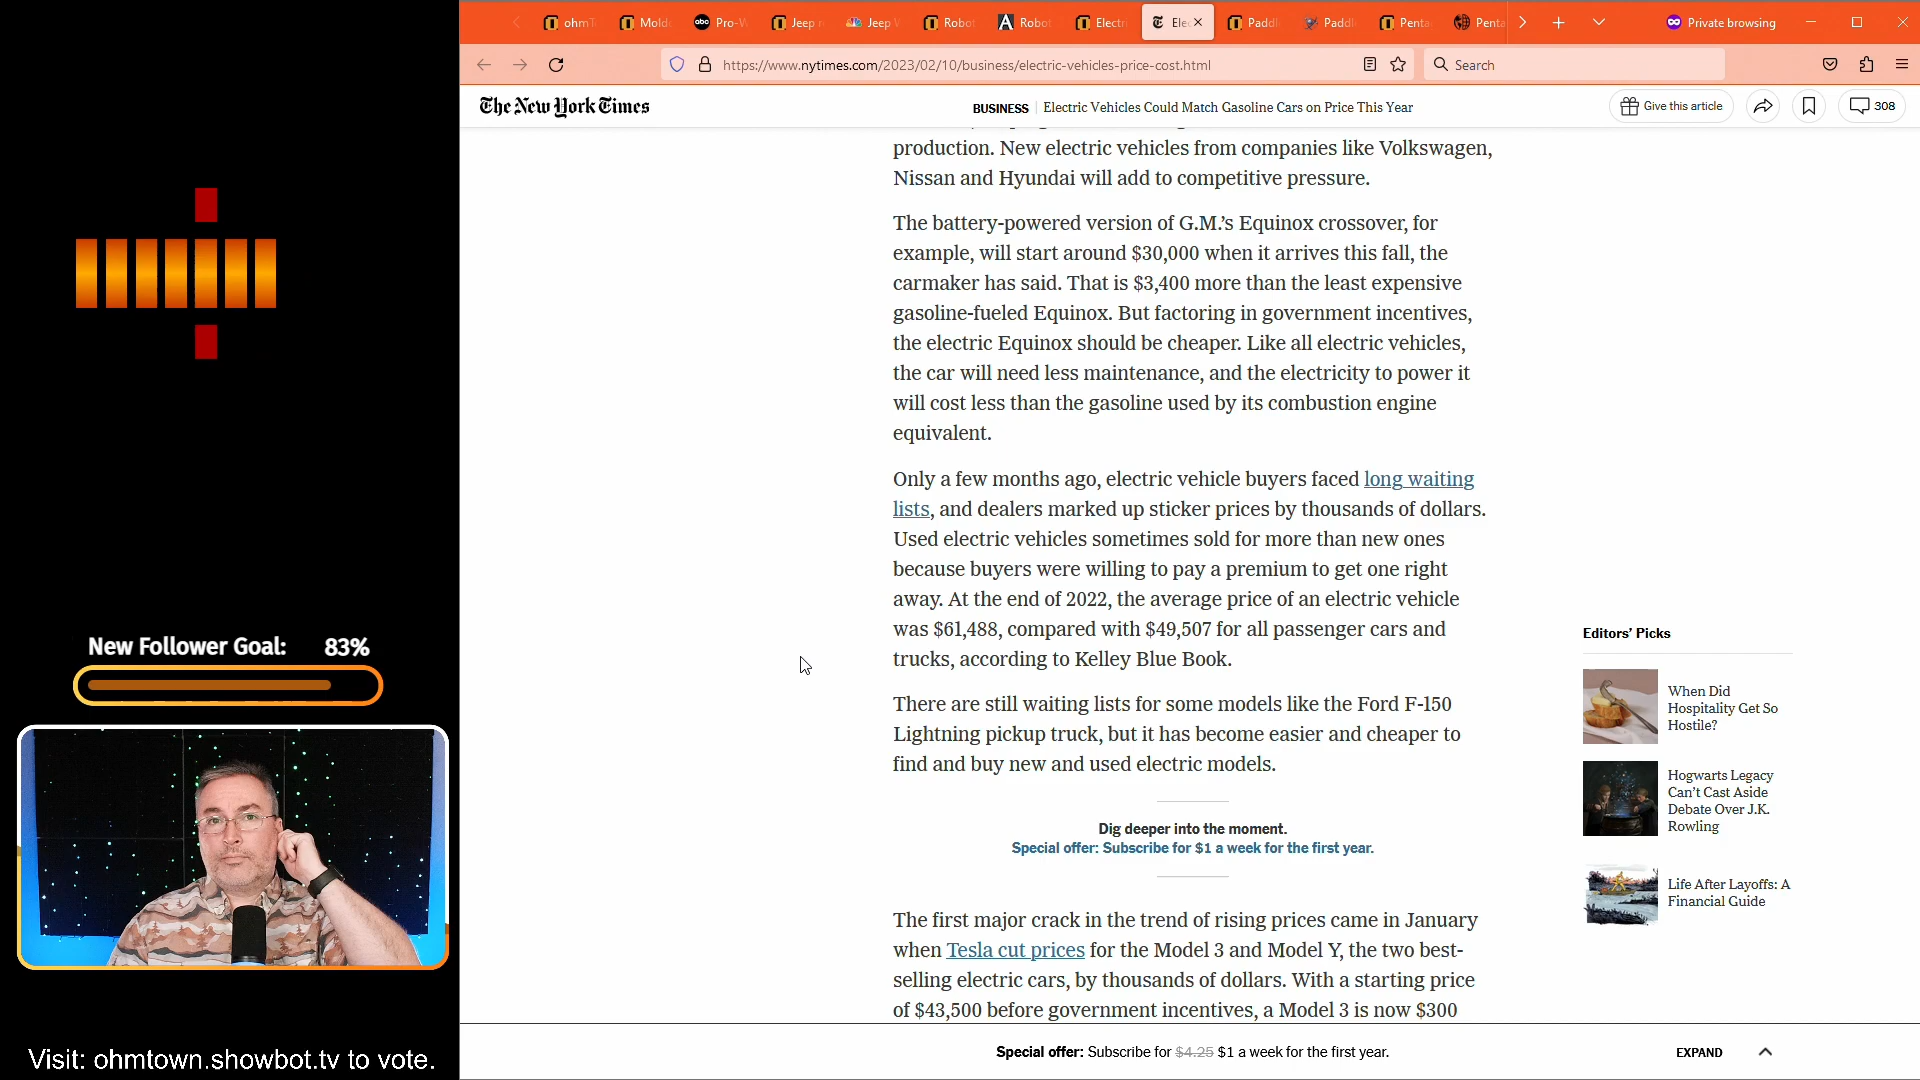 ohmT
Moldo
abc
Pro-W
Jeep r
Jeep W
Robot
Robot
Electri
Elec
Paddl
Paddl
Penta
Penta
Private browsing
https://www.nytimes.com/2023/02/10/business/electric-vehicles-price-cost.html
Search
The New York Times
BUSINESS
Electric Vehicles Could Match Gasoline Cars on Price This Year
Give this article
308
production. New electric vehicles from companies like Volkswagen,
Nissan and Hyundai will add to competitive pressure.
The battery-powered version of G.M.’s Equinox crossover, for
example, will start around $30,000 when it arrives this fall, the
carmaker has said. That is $3,400 more than the least expensive
gasoline-fueled Equinox. But factoring in government incentives,
the electric Equinox should be cheaper. Like all electric vehicles,
the car will need less maintenance, and the electricity to power it
will cost less than the gasoline used by its combustion engine
equivalent.
Only a few months ago, electric vehicle buyers faced long waiting
lists, and dealers marked up sticker prices by thousands of dollars.
Used electric vehicles sometimes sold for more than new ones
because buyers were willing to pay a premium to get one right
away. At the end of 2022, the average price of an electric vehicle
was $61,488, compared with $49,507 for all passenger cars and
trucks, according to Kelley Blue Book.
There are still waiting lists for some models like the Ford F-150
Lightning pickup truck, but it has become easier and cheaper to
find and buy new and used electric models.
Dig deeper into the moment.
Special offer: Subscribe for $1 a week for the first year.
The first major crack in the trend of rising prices came in January
when Tesla cut prices for the Model 3 and Model Y, the two best-
selling electric cars, by thousands of dollars. With a starting price
of $43,500 before government incentives, a Model 3 is now $300
Editors’ Picks
When Did
Hospitality Get So
Hostile?
Hogwarts Legacy
Can’t Cast Aside
Debate Over J.K.
Rowling
Life After Layoffs: A
Financial Guide
Special offer: Subscribe for $4.25 $1 a week for the first year.
EXPAND
New Follower Goal: 83%
Visit: ohmtown.showbot.tv to vote.